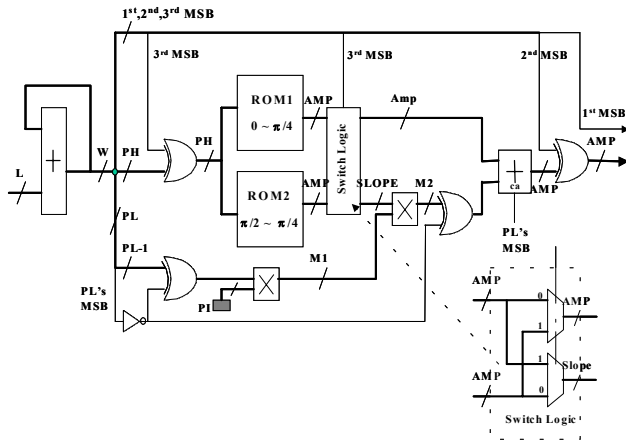 1st,2nd,3rd MSB
3rd MSB
3rd MSB
2nd MSB
1st MSB
ROM1
0 ~ π/4
AMP
Amp
AMP
W
PH
PH
L
+
Switch Logic
ROM2
π/2 ~ π/4
AMP
SLOPE
M2
+
ca
AMP
PL
PL-1
M1
PL's
MSB
PL's
MSB
PI
AMP
0
AMP
1
1
Slope
AMP
0
Switch Logic